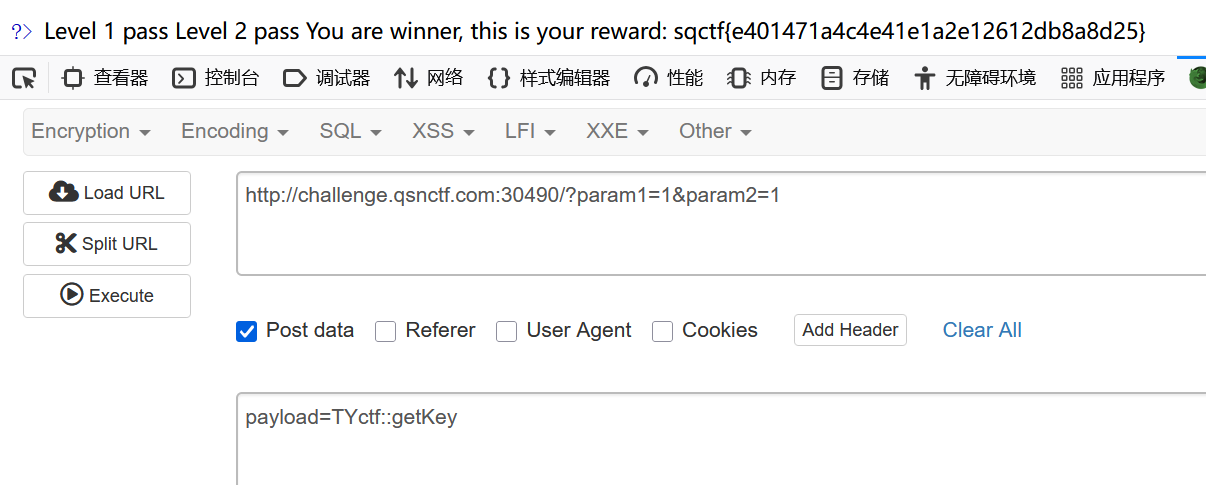 ?> Level 1 pass Level 2 pass You are winner, this is your reward: sqctf{e401471a4c4e41e1a2e12612db8a8d25}
查看器 控制台 调试器 网络 样式编辑器 性能 内存 存储 无障碍环境 应用程序
Encryption Encoding SQL XSS LFI XXE Other
Load URL
http://challenge.qsnctf.com:30490/?param1=1&param2=1
Split URL
Execute
Post data Referer User Agent Cookies Add Header Clear All
payload=TYctf::getKey